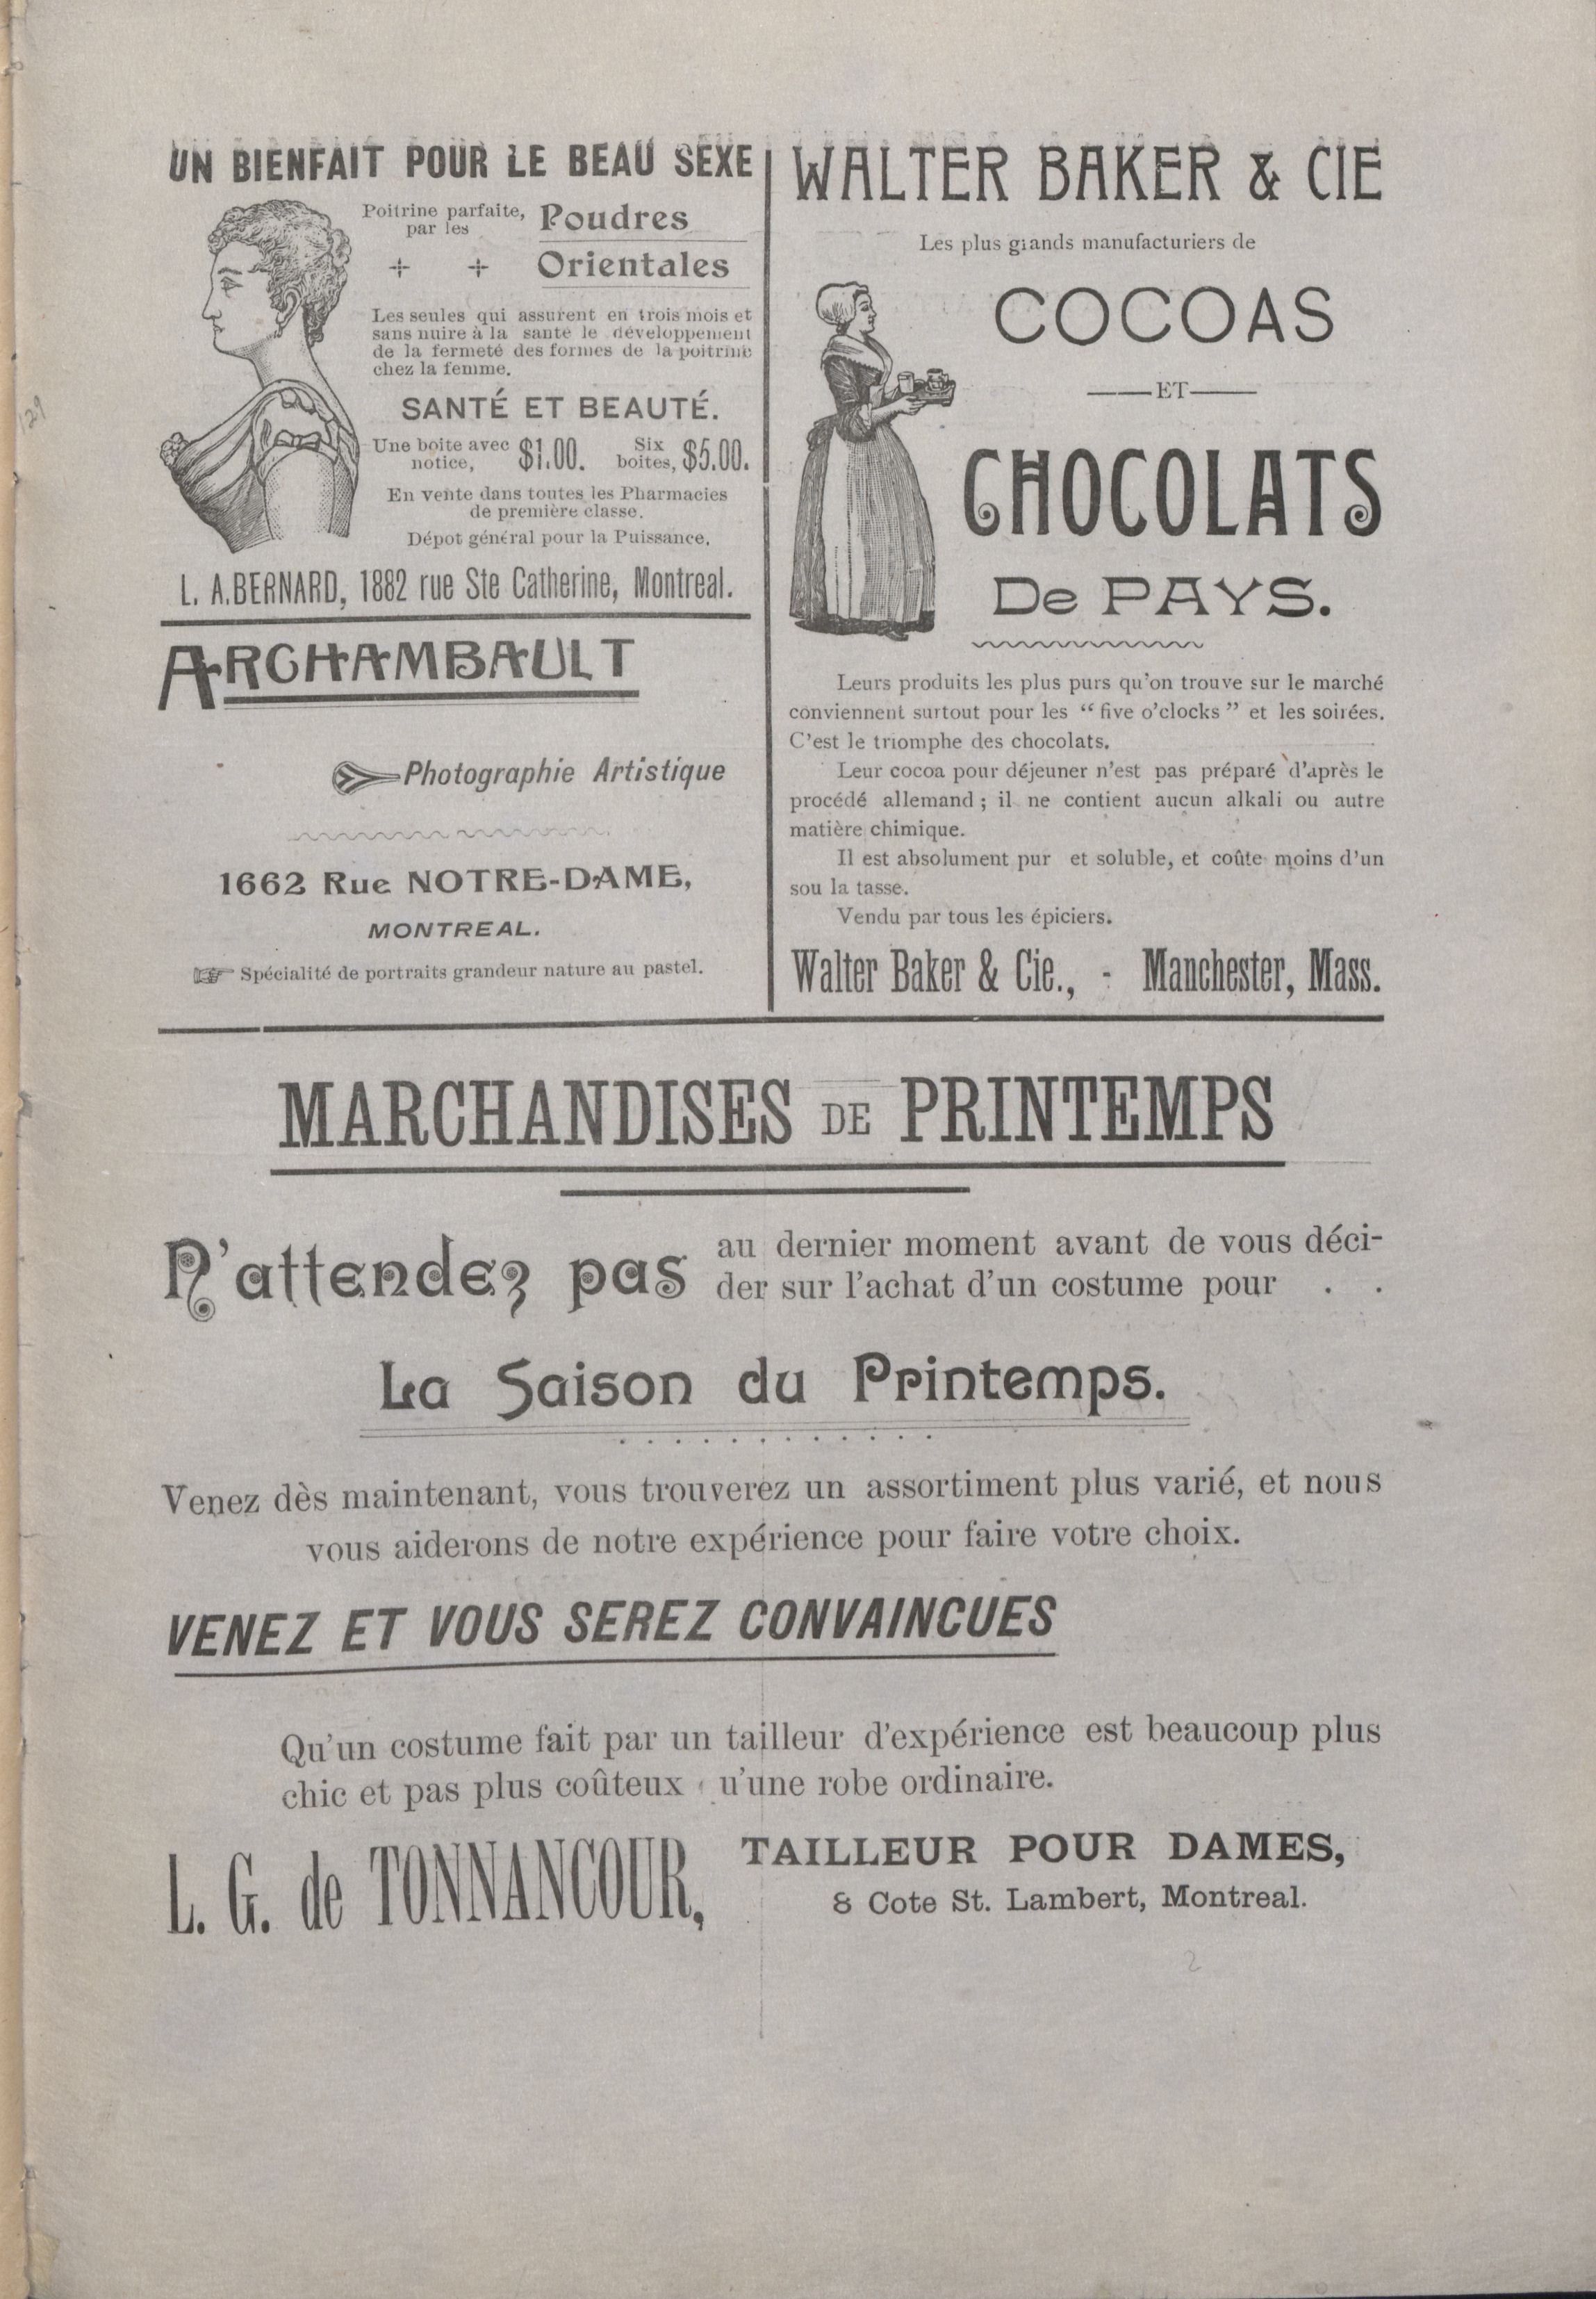 UN BIENFAIT POUR LE BEAU SEXE
Poitrine parfaite, par les
Poudres
Orientales
Les seules qui assurent en trois mois et
sans nuire à la santé le développement
de la fermeté des formes de la poitrine
chez la femme.
SANTÉ ET BEAUTÉ.
Une boite avec notice, $1.00. Six boites, $5.00.
En vente dans toutes les Pharmacies
de première classe.
Dépot général pour la Puissance,
L. A. BERNARD, 1882 rue Ste Catherine, Montreal.
ARCHAMBAULT
Photographie Artistique
1662 Rue NOTRE-DAME,
MONTREAL.
Spécialité de portraits grandeur nature au pastel.
WALTER BAKER & CIE
Les plus grands manufacturiers de
COCOAS
ET
CHOCOLATS
De PAYS.
Leurs produits les plus purs qu'on trouve sur le marché
conviennent surtout pour les “ five o'clocks ” et les soirées.
C'est le triomphe des chocolats.
Leur cocoa pour déjeuner n'est pas préparé d'après le
procédé allemand ; il ne contient aucun alkali ou autre
matière chimique.
Il est absolument pur et soluble, et coûte moins d'un
sou la tasse.
Vendu par tous les épiciers.
Walter Baker & Cie., - Manchester, Mass.
MARCHANDISES DE PRINTEMPS
N'attendez pas au dernier moment avant de vous déci-
der sur l'achat d'un costume pour . .
La Saison du Printemps.
Venez dès maintenant, vous trouverez un assortiment plus varié, et nous
vous aiderons de notre expérience pour faire votre choix.
VENEZ ET VOUS SEREZ CONVAINCUES
Qu'un costume fait par un tailleur d'expérience est beaucoup plus
chic et pas plus coûteux u'une robe ordinaire.
L. G. de TONNANCOUR,
TAILLEUR POUR DAMES,
8 Cote St. Lambert, Montreal.
2
129